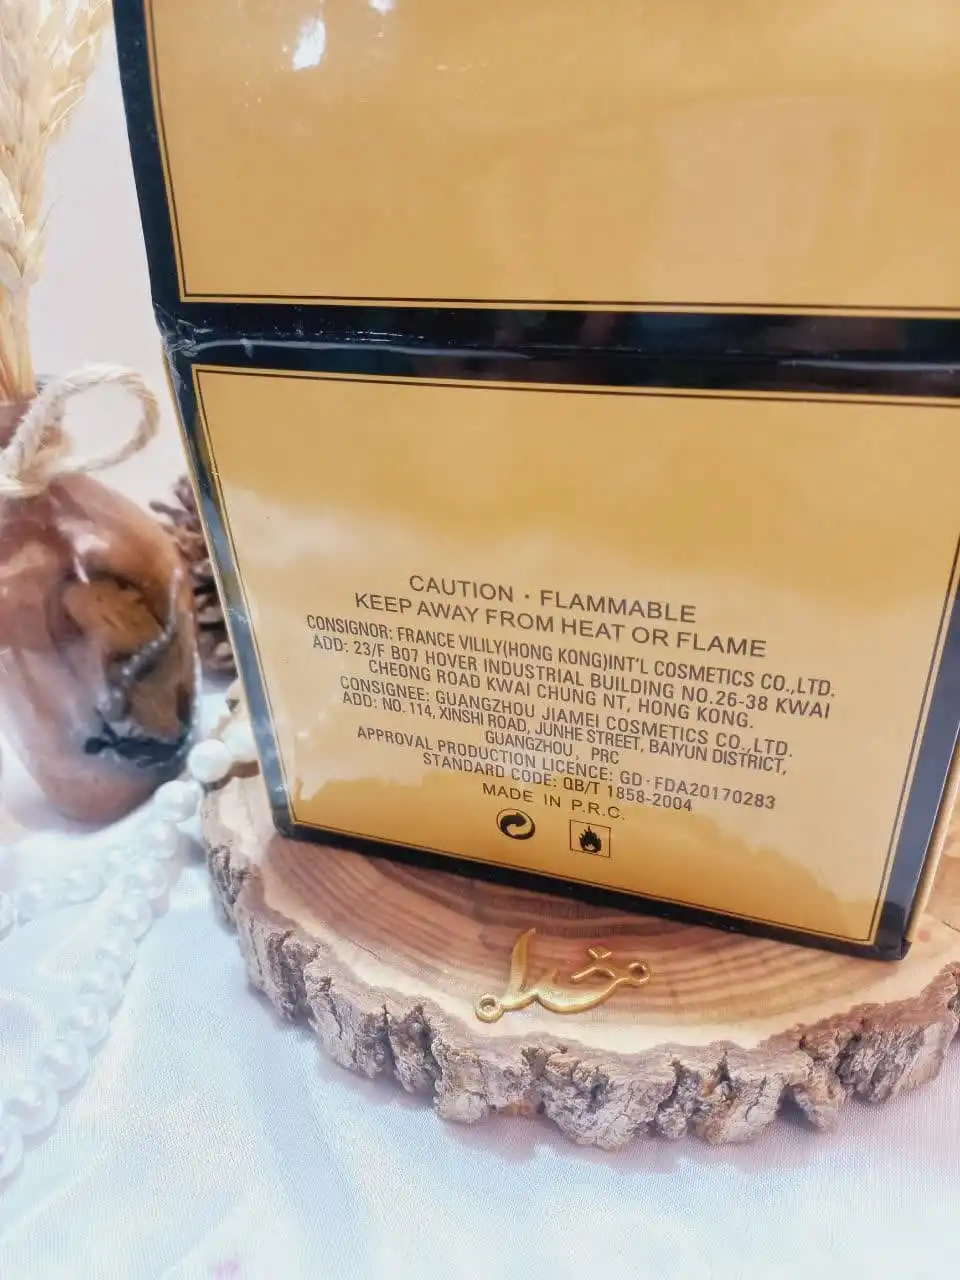 CAUTION · FLAMMABLE
KEEP AWAY FROM HEAT OR FLAME
CONSIGNOR: FRANCE VILILY(HONG KONG)INT'L COSMETICS CO.,LTD.
ADD: 23/F B07 HOVER INDUSTRIAL BUILDING NO.26-38 KWAI
CHEONG ROAD KWAI CHUNG NT, HONG KONG.
CONSIGNEE: GUANGZHOU JIAMEI COSMETICS CO.,LTD.
ADD: NO. 114, XINSHI ROAD, JUNHE STREET, BAIYUN DISTRICT,
GUANGZHOU, PRC
APPROVAL PRODUCTION LICENCE: GD·FDA20170283
STANDARD CODE: QB/T 1858-2004
MADE IN P.R.C.